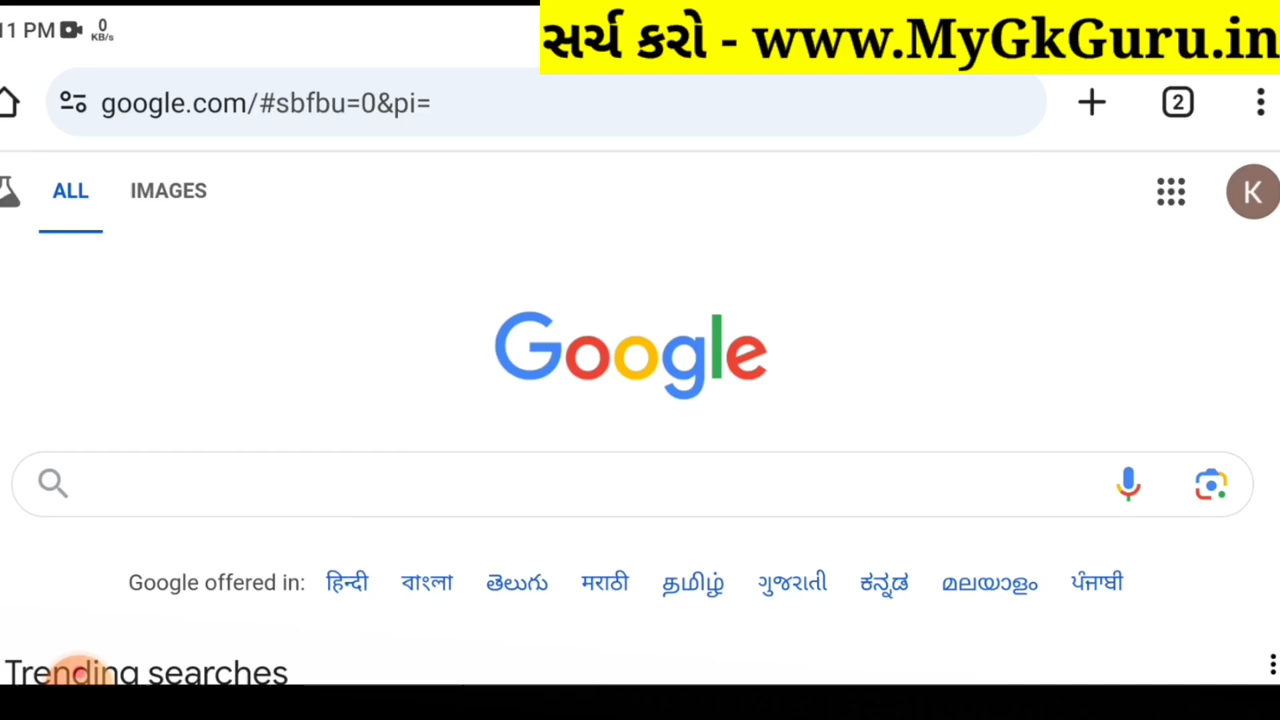 11 PM 0 KB/s
સર્ચ કરો - www.MyGkGuru.in
google.com/#sbfbu=0&pi=
2
ALL IMAGES
K
Google
Google offered in: हिन्दी বাংলা తెలుగు मराठी தமிழ் ગુજરાતી ಕನ್ನಡ മലയാളം ਪੰਜਾਬੀ
Trending searches